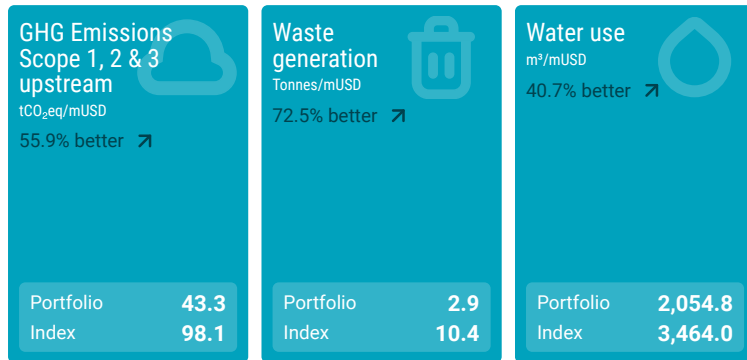 GHG Emissions
Scope 1, 2 & 3
upstream
tCO₂eq/mUSD
55.9% better
Portfolio 43.3
Index 98.1
Waste
generation
Tonnes/mUSD
72.5% better
Portfolio 2.9
Index 10.4
Water use
m³/mUSD
40.7% better
Portfolio 2,054.8
Index 3,464.0